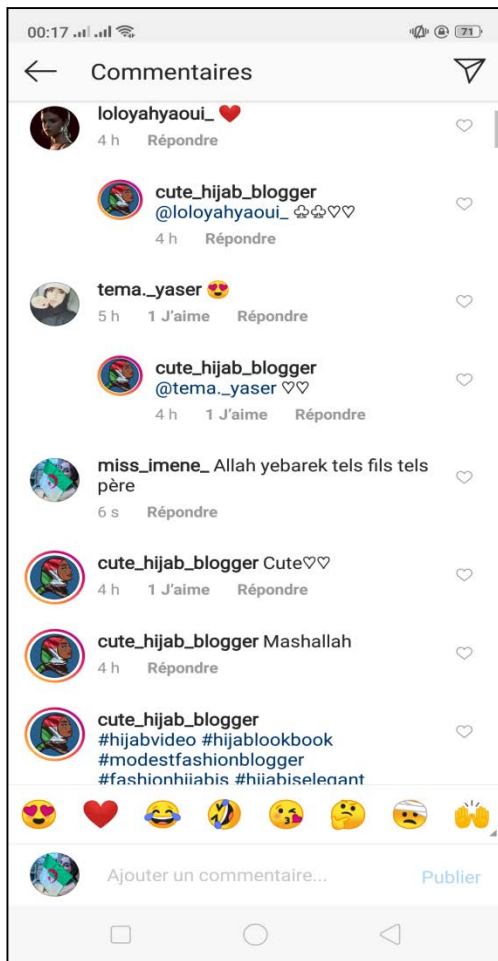 00:17
71
Commentaires
loloyahyaoui_ ❤️
4 h Répondre
cute_hijab_blogger
@loloyahyaoui_ ♧♧♡♡
4 h Répondre
tema._yaser 😍
5 h 1 J'aime Répondre
cute_hijab_blogger
@tema._yaser ♡♡
4 h 1 J'aime Répondre
miss_imene_ Allah yebarek tels fils tels
père
6 s Répondre
cute_hijab_blogger Cute♡♡
4 h 1 J'aime Répondre
cute_hijab_blogger Mashallah
4 h Répondre
cute_hijab_blogger
#hijabvideo #hijablookbook
#modestfashionblogger
#fashionhijabis #hijabiselegant
Ajouter un commentaire...
Publier